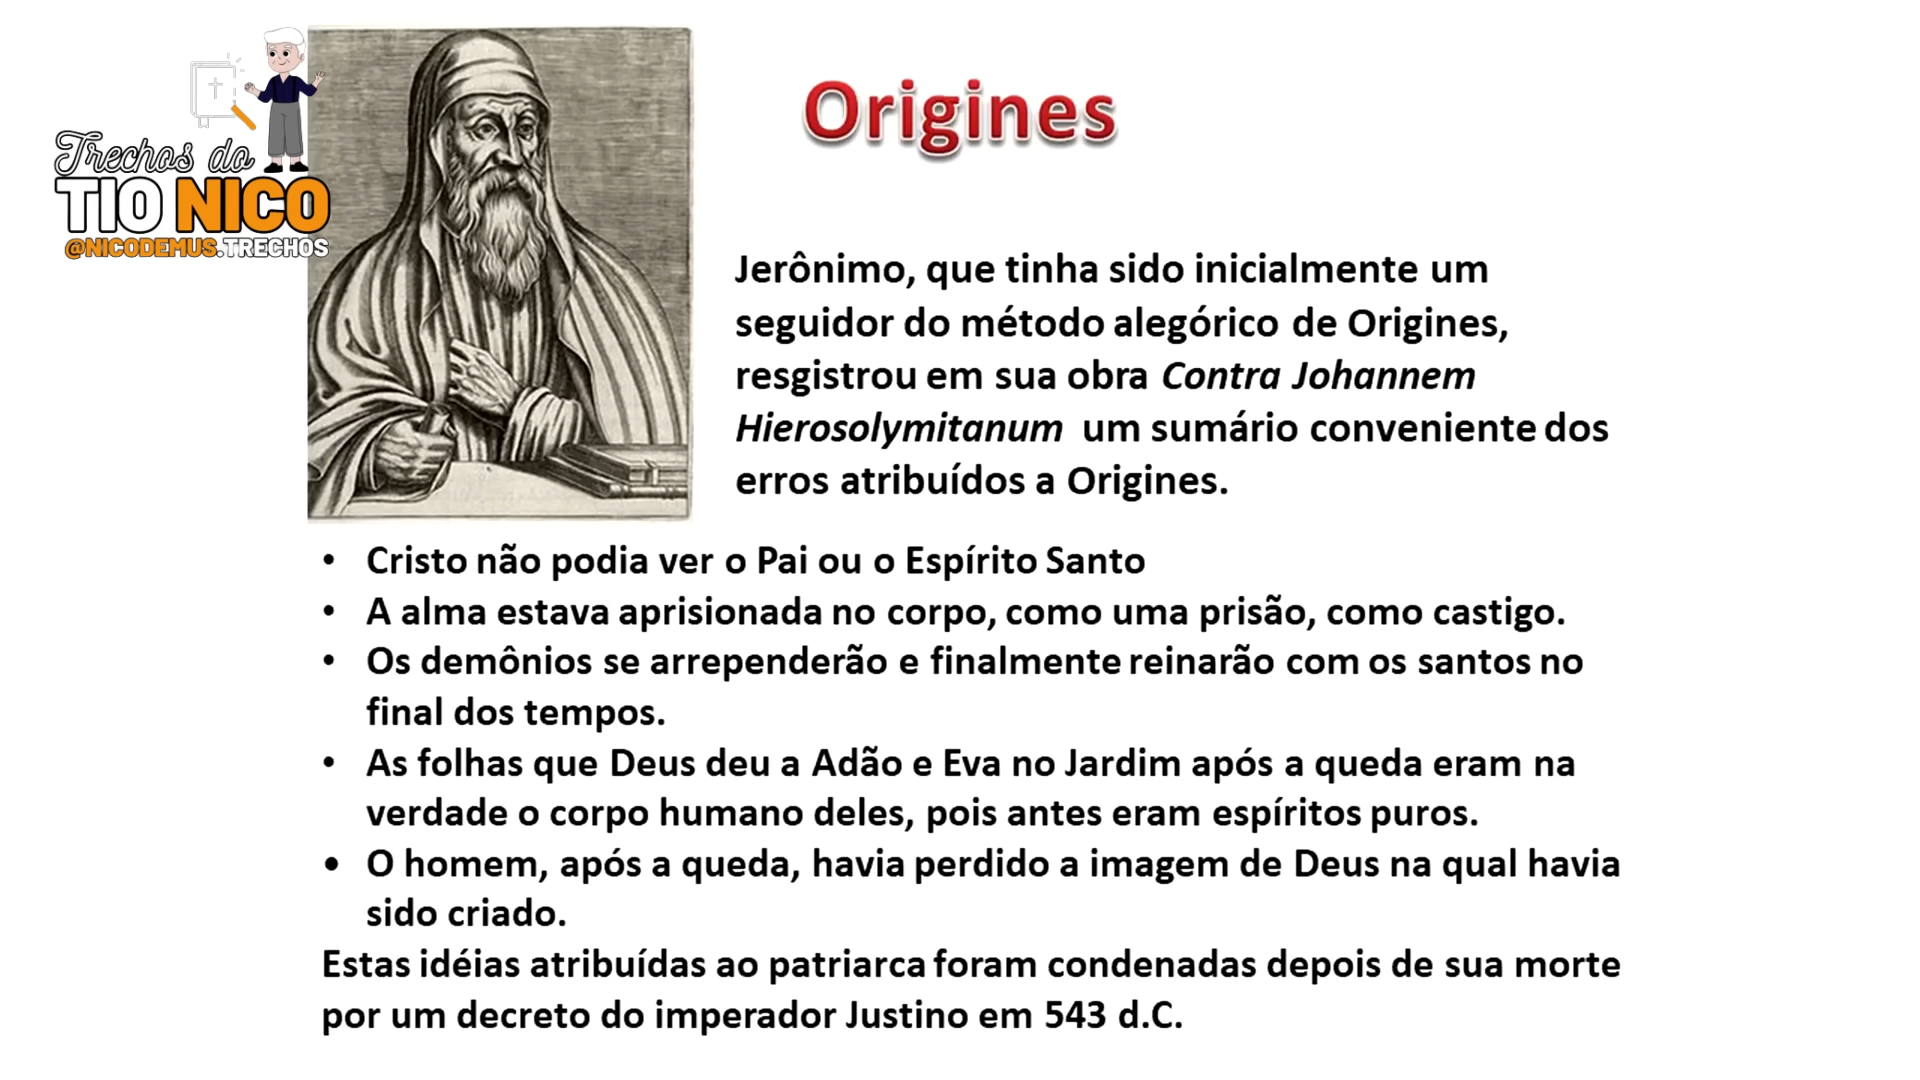 Trechos do
TIO NICO
@NICODEMUS.TRECHOS
Origines
Jerônimo, que tinha sido inicialmente um
seguidor do método alegórico de Origines,
resgistrou em sua obra Contra Johannem
Hierosolymitanum um sumário conveniente dos
erros atribuídos a Origines.
• Cristo não podia ver o Pai ou o Espírito Santo
• A alma estava aprisionada no corpo, como uma prisão, como castigo.
• Os demônios se arrependerão e finalmente reinarão com os santos no
final dos tempos.
• As folhas que Deus deu a Adão e Eva no Jardim após a queda eram na
verdade o corpo humano deles, pois antes eram espíritos puros.
• O homem, após a queda, havia perdido a imagem de Deus na qual havia
sido criado.
Estas idéias atribuídas ao patriarca foram condenadas depois de sua morte
por um decreto do imperador Justino em 543 d.C.